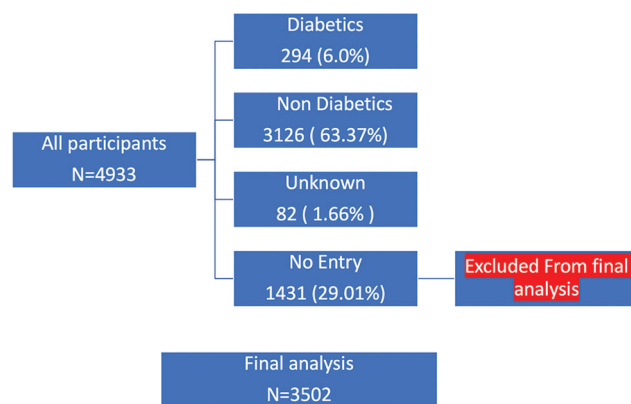 Diabetics
294 (6.0%)
Non Diabetics
3126 ( 63.37%)
All participants
N=4933
Unknown
82 ( 1.66% )
No Entry
1431 (29.01%)
Excluded From final
analysis
Final analysis
N=3502